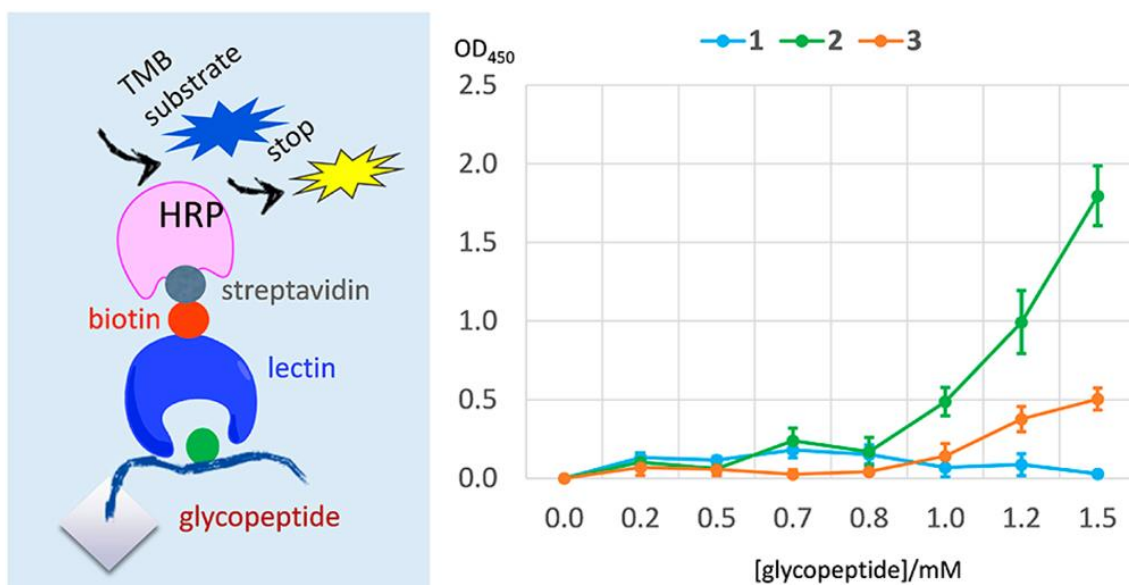 TMB
substrate
stop
HRP
streptavidin
biotin
lectin
glycopeptide
OD450
1 2 3
2.5
2.0
1.5
1.0
0.5
0.0
0.0 0.2 0.5 0.7 0.8 1.0 1.2 1.5
[glycopeptide]/mM